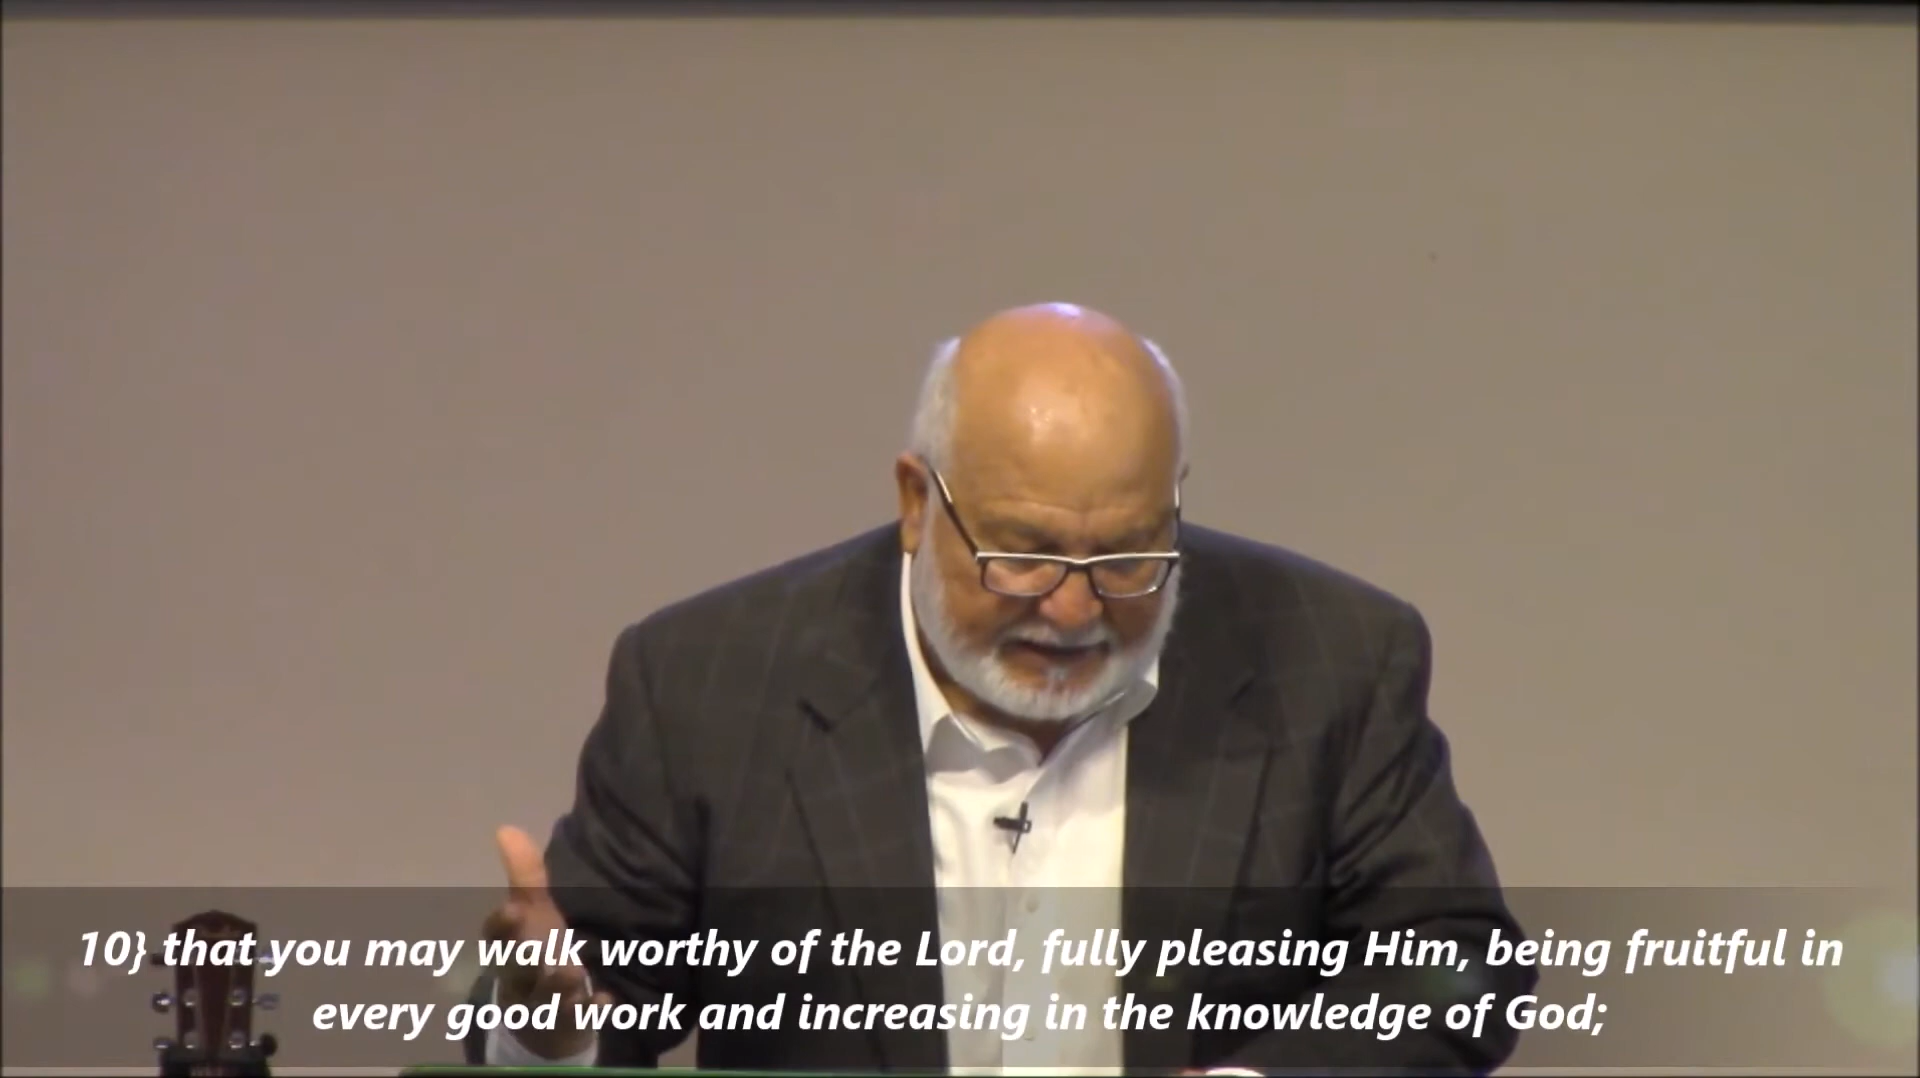 10} that you may walk worthy of the Lord, fully pleasing Him, being fruitful in
every good work and increasing in the knowledge of God;